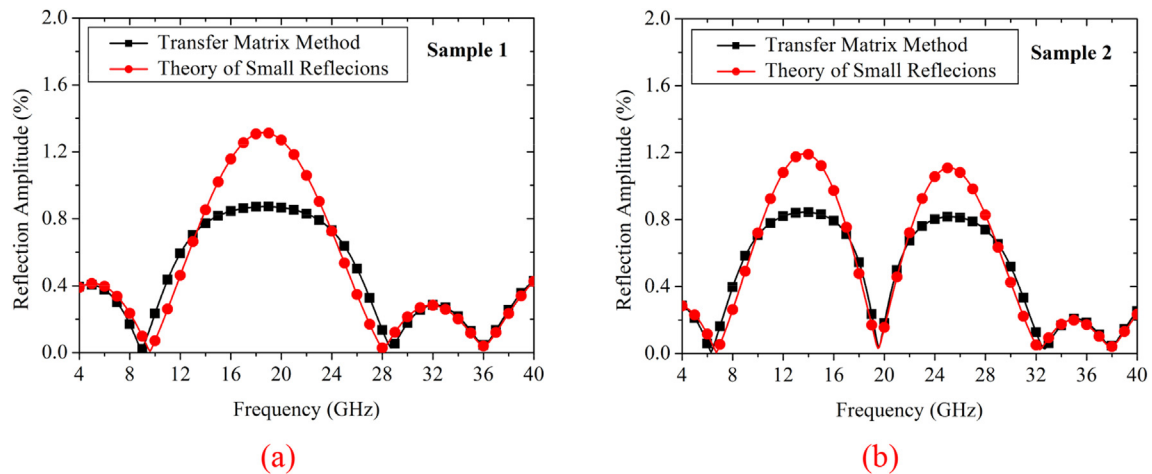 2.0
1.6
1.2
0.8
0.4
0.0
Reflection Amplitude (%)
Transfer Matrix Method
Theory of Small Reflecions
Sample 1
4 8 12 16 20 24 28 32 36 40
Frequency (GHz)
(a)
2.0
1.6
1.2
0.8
0.4
0.0
Reflection Amplitude (%)
Transfer Matrix Method
Theory of Small Reflecions
Sample 2
4 8 12 16 20 24 28 32 36 40
Frequency (GHz)
(b)